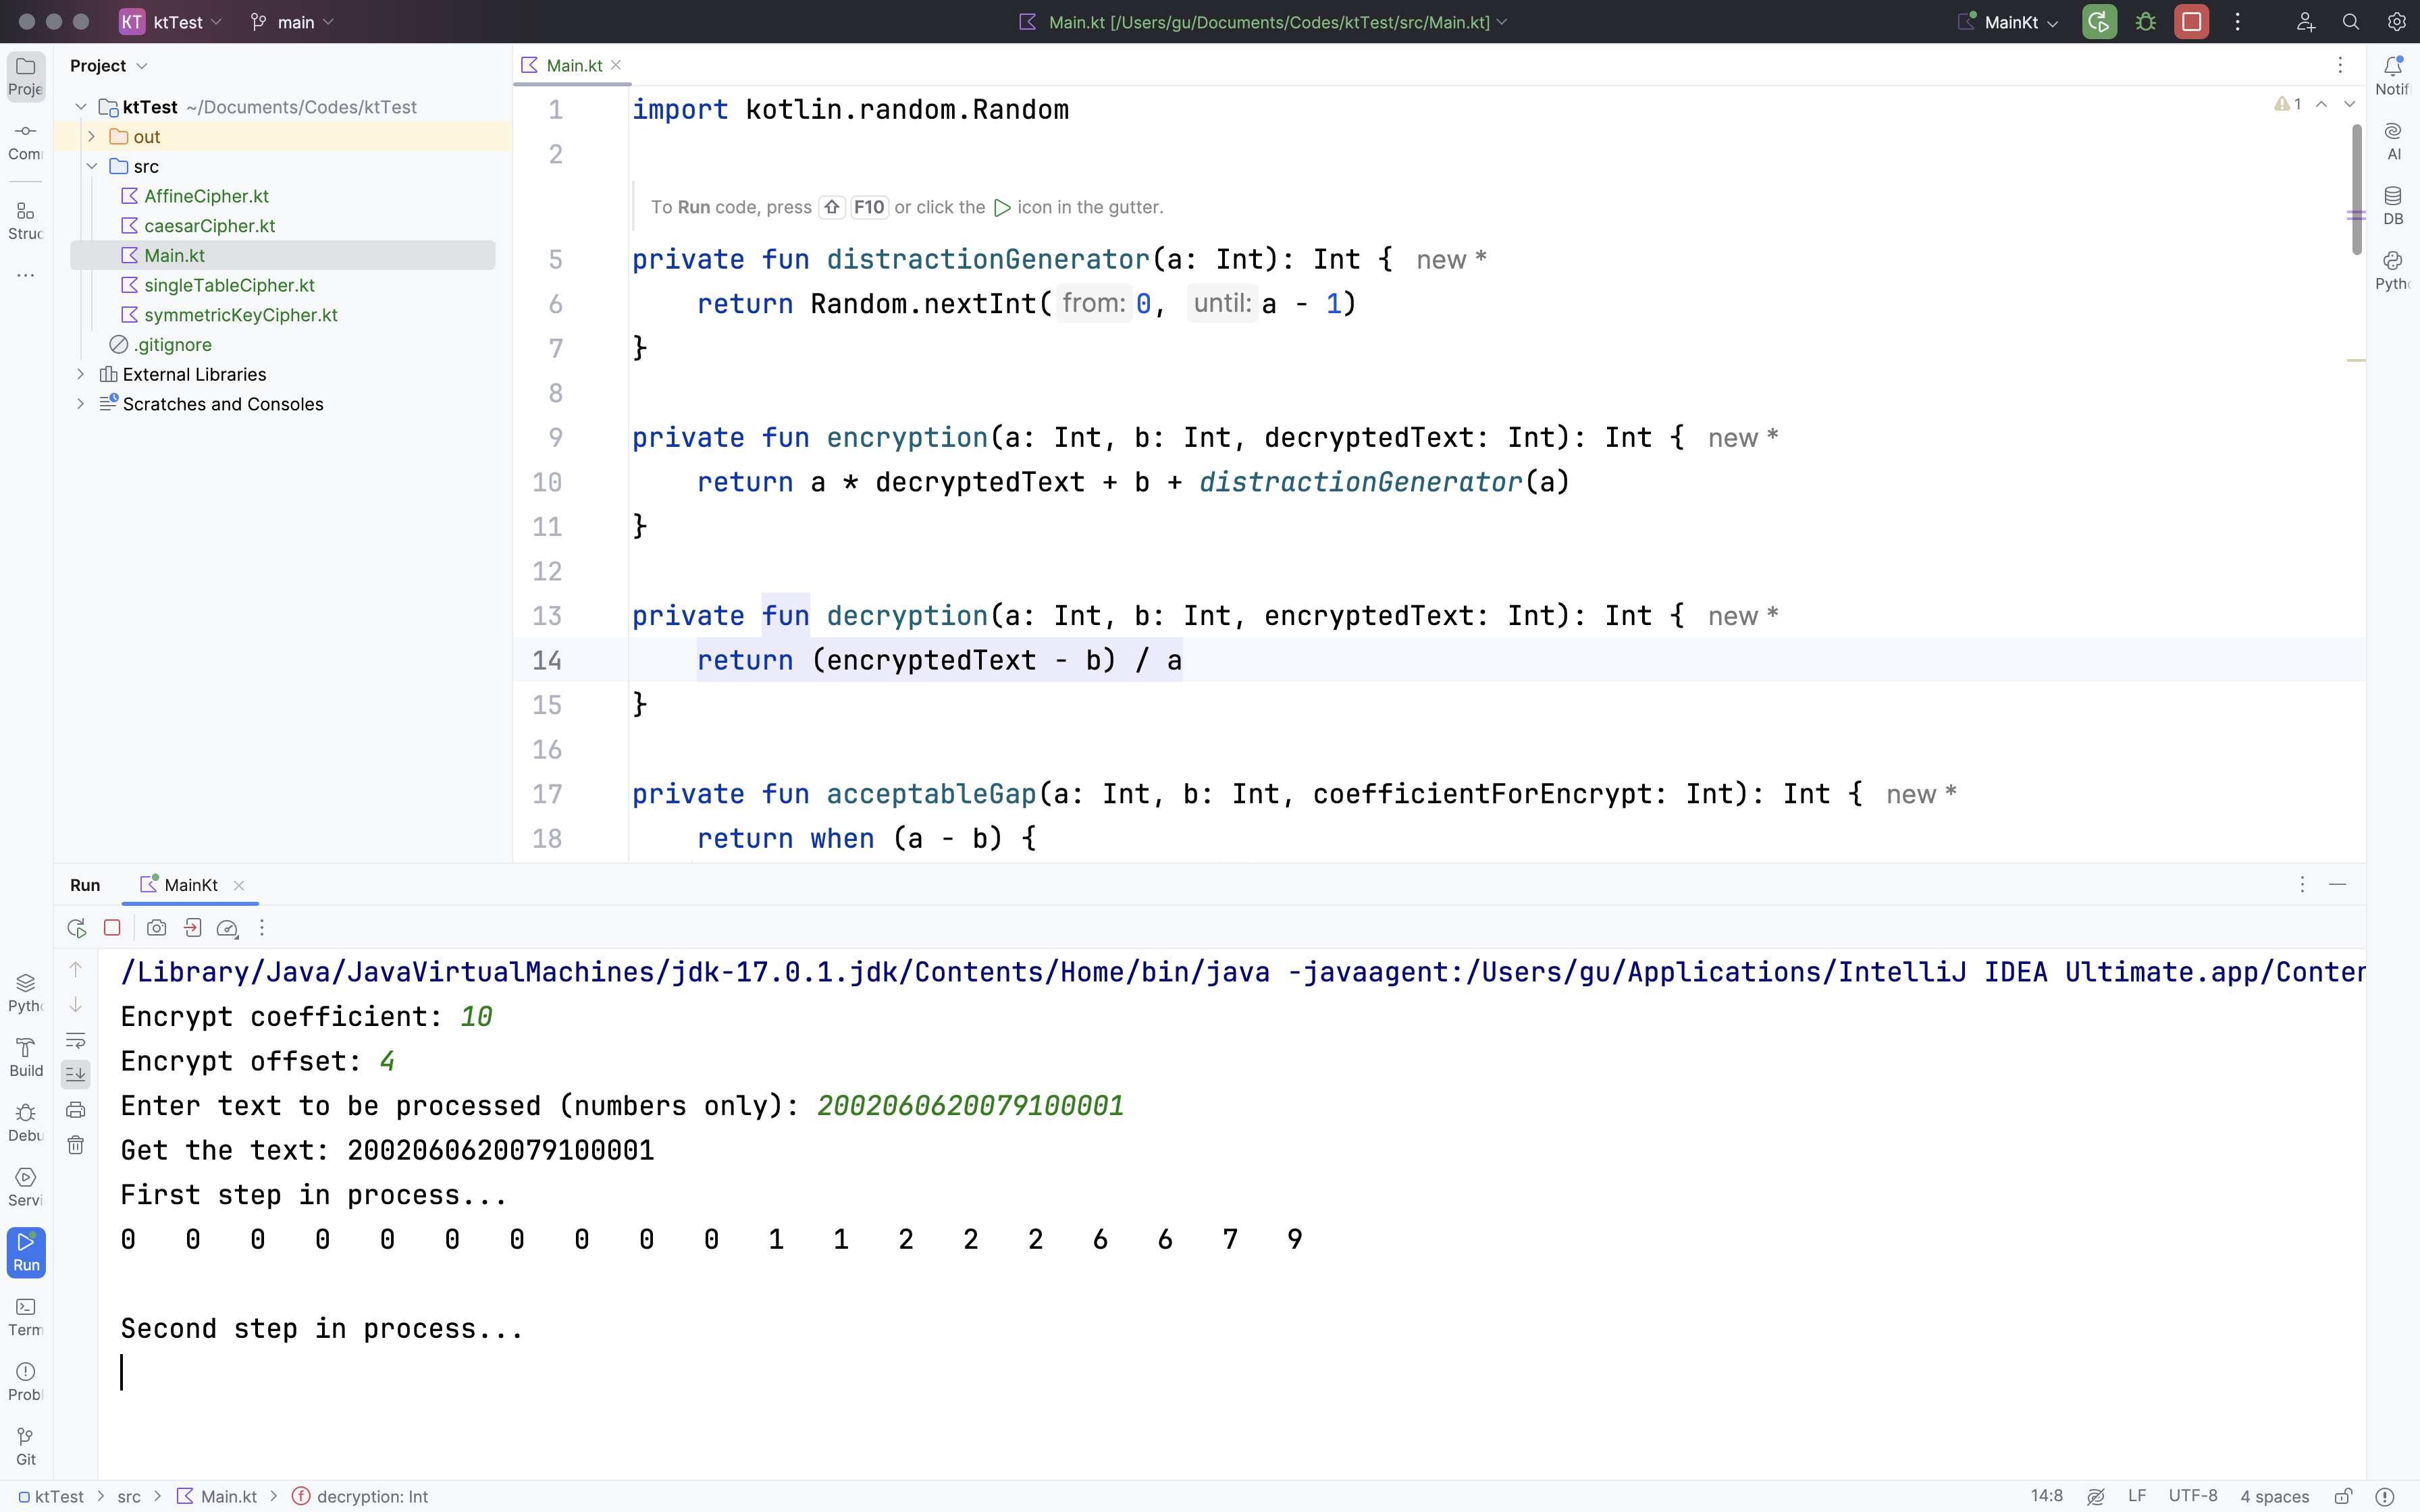 KT ktTest main Main.kt [/Users/gu/Documents/Codes/ktTest/src/Main.kt] MainKt
Project
ktTest ~/Documents/Codes/ktTest
out
src
AffineCipher.kt
caesarCipher.kt
Main.kt
singleTableCipher.kt
symmetricKeyCipher.kt
.gitignore
External Libraries
Scratches and Consoles
Proje
Comr
Struc
Main.kt
1
1 import kotlin.random.Random
2
To Run code, press ⇧ F10 or click the icon in the gutter.
5 private fun distractionGenerator(a: Int): Int { new *
6 return Random.nextInt( from: 0, until: a - 1)
7 }
8
9 private fun encryption(a: Int, b: Int, decryptedText: Int): Int { new *
10 return a * decryptedText + b + distractionGenerator(a)
11 }
12
13 private fun decryption(a: Int, b: Int, encryptedText: Int): Int { new *
14 return (encryptedText - b) / a
15 }
16
17 private fun acceptableGap(a: Int, b: Int, coefficientForEncrypt: Int): Int { new *
18 return when (a - b) {
Notif
AI
DB
Pytho
Run MainKt
/Library/Java/JavaVirtualMachines/jdk-17.0.1.jdk/Contents/Home/bin/java -javaagent:/Users/gu/Applications/IntelliJ IDEA Ultimate.app/Conten
Encrypt coefficient: 10
Encrypt offset: 4
Enter text to be processed (numbers only): 2002060620079100001
Get the text: 2002060620079100001
First step in process...
0 0 0 0 0 0 0 0 0 0 1 1 2 2 2 6 6 7 9
Second step in process...
Pytho
Build
Debu
Servi
Run
Term
Probl
Git
ktTest > src > Main.kt > decryption: Int
14:8 LF UTF-8 4 spaces